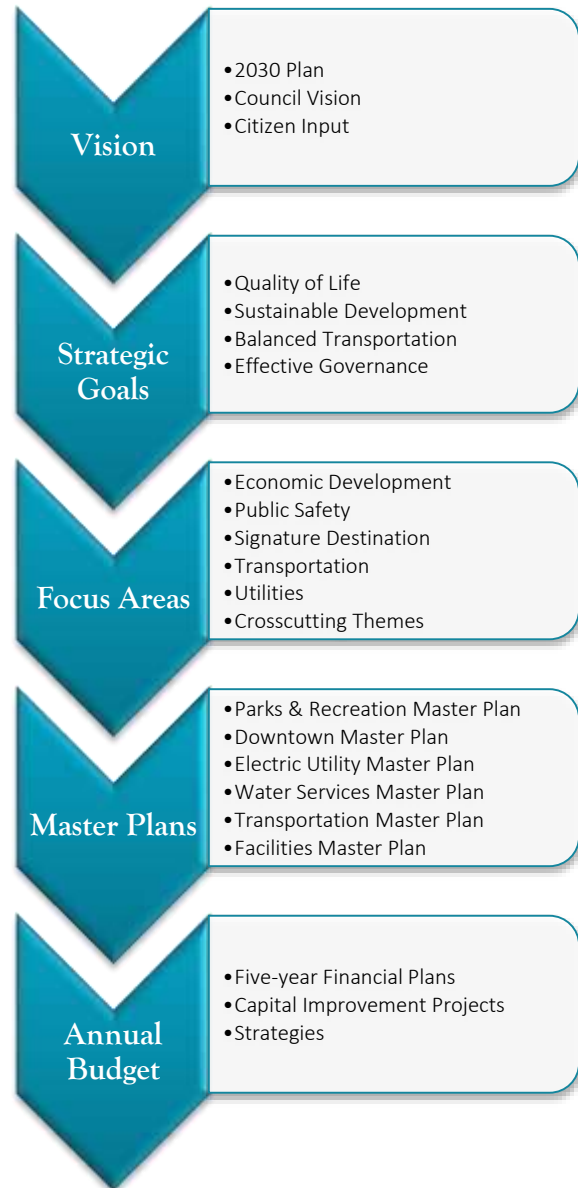 Vision
•2030 Plan
•Council Vision
•Citizen Input
Strategic
Goals
•Quality of Life
•Sustainable Development
•Balanced Transportation
•Effective Governance
Focus Areas
•Economic Development
•Public Safety
•Signature Destination
•Transportation
•Utilities
•Crosscutting Themes
Master Plans
•Parks & Recreation Master Plan
•Downtown Master Plan
•Electric Utility Master Plan
•Water Services Master Plan
•Transportation Master Plan
•Facilities Master Plan
Annual
Budget
•Five-year Financial Plans
•Capital Improvement Projects
•Strategies